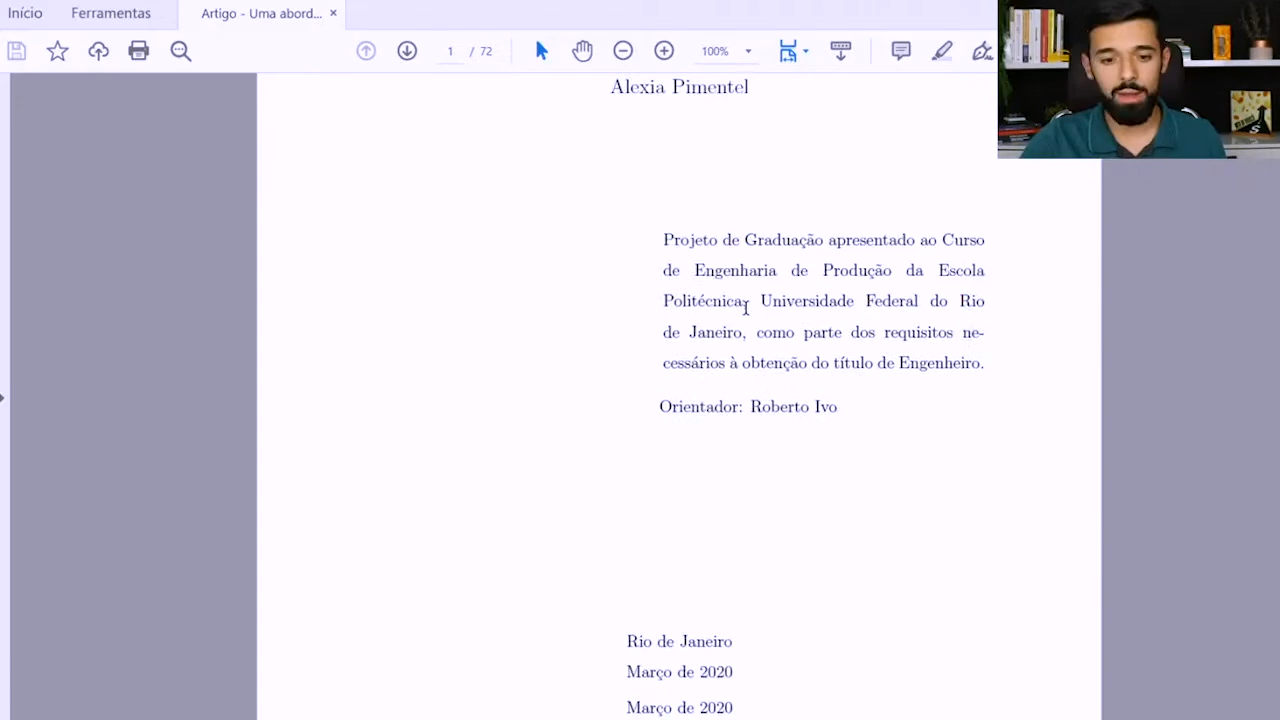 Início
Ferramentas
Artigo - Uma abord... ×
1 / 72
100%
Alexia Pimentel
Projeto de Graduação apresentado ao Curso
de Engenharia de Produção da Escola
Politécnica, Universidade Federal do Rio
de Janeiro, como parte dos requisitos ne-
cessários à obtenção do título de Engenheiro.
Orientador: Roberto Ivo
Rio de Janeiro
Março de 2020
Março de 2020